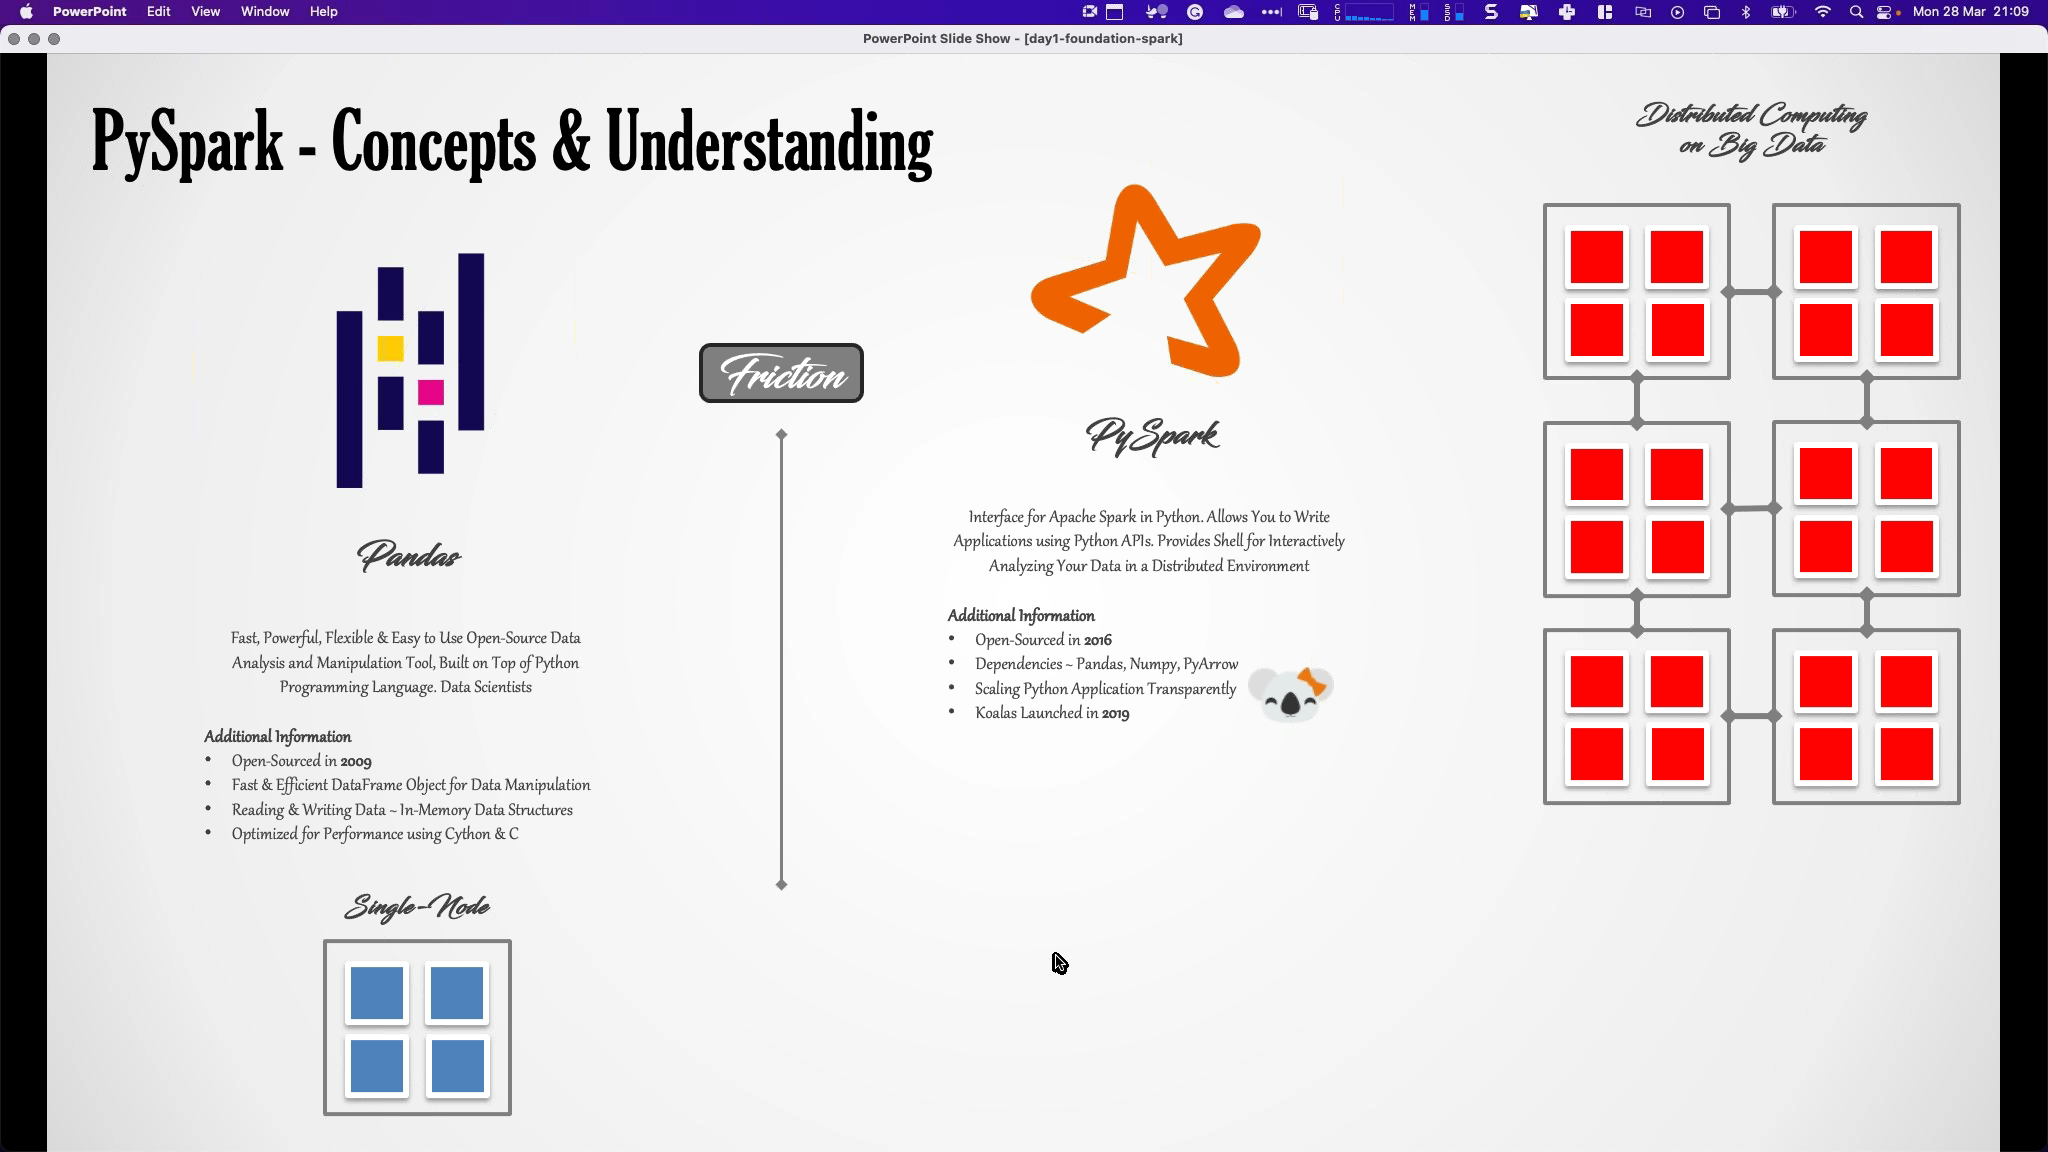 PowerPoint Edit View Window Help
Mon 28 Mar 21:09
PowerPoint Slide Show - [day1-foundation-spark]
PySpark - Concepts & Understanding
Pandas
Fast, Powerful, Flexible & Easy to Use Open-Source Data
Analysis and Manipulation Tool, Built on Top of Python
Programming Language. Data Scientists
Additional Information
• Open-Sourced in 2009
• Fast & Efficient DataFrame Object for Data Manipulation
• Reading & Writing Data ~ In-Memory Data Structures
• Optimized for Performance using Cython & C
Single-Node
Friction
PySpark
Interface for Apache Spark in Python. Allows You to Write
Applications using Python APIs. Provides Shell for Interactively
Analyzing Your Data in a Distributed Environment
Additional Information
• Open-Sourced in 2016
• Dependencies ~ Pandas, Numpy, PyArrow
• Scaling Python Application Transparently
• Koalas Launched in 2019
Distributed Computing
on Big Data